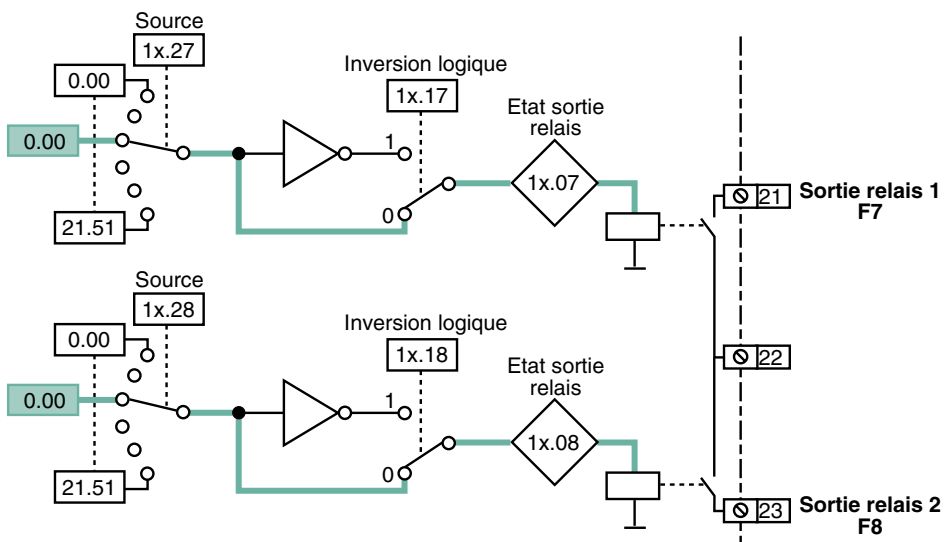 Source
1x.27
0.00
0.00
21.51
Inversion logique
1x.17
1
0
Etat sortie
relais
1x.07
21
Sortie relais 1
F7
Source
1x.28
0.00
0.00
21.51
Inversion logique
1x.18
1
0
Etat sortie
relais
1x.08
22
23
Sortie relais 2
F8